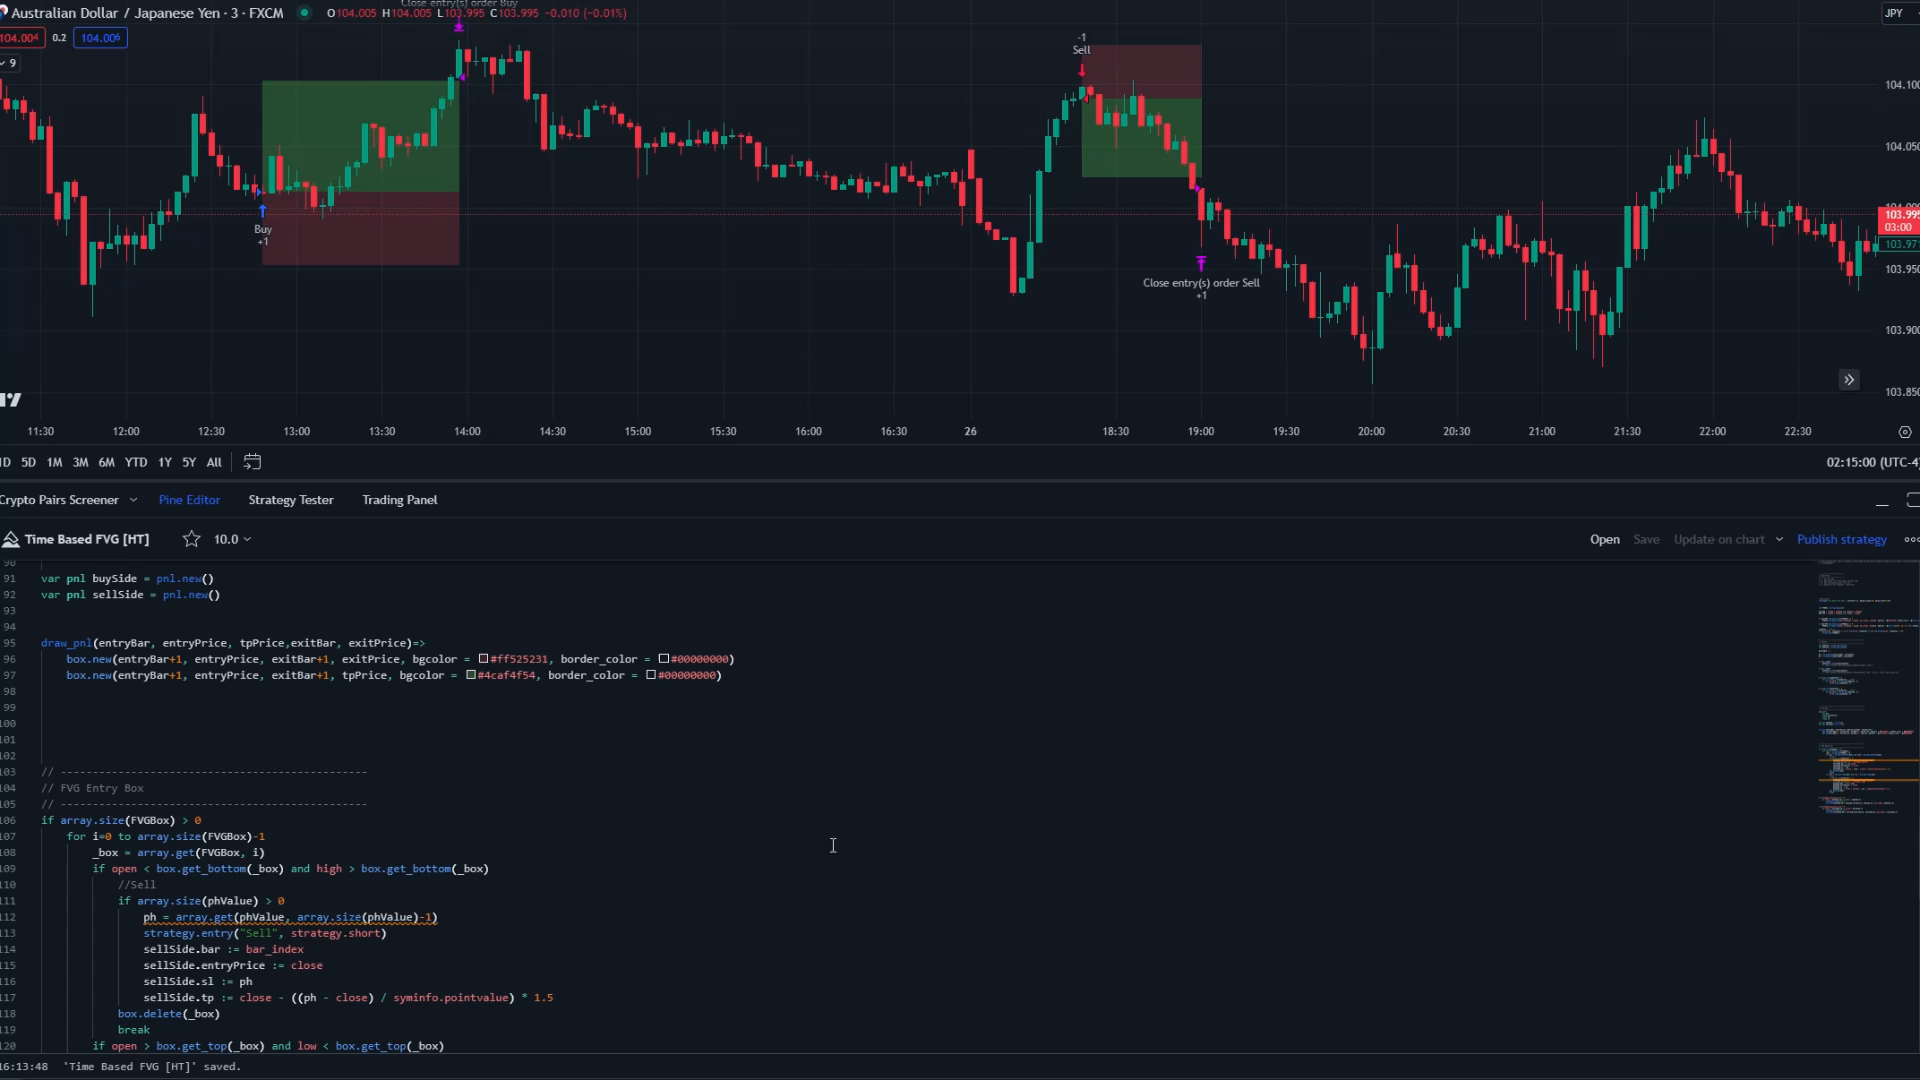 Close entry(s) order Buy
Australian Dollar / Japanese Yen · 3 · FXCM
O104.005 H104.005 L103.995 C103.995 −0.010 (−0.01%)
JPY
104.004 0.2 104.006
9
-1
Sell
Buy
+1
Close entry(s) order Sell
+1
104.100
104.050
103.995
03:00
103.971
103.950
103.900
103.850
11:30 12:00 12:30 13:00 13:30 14:00 14:30 15:00 15:30 16:00 16:30 26 18:30 19:00 19:30 20:00 20:30 21:00 21:30 22:00 22:30
1D 5D 1M 3M 6M YTD 1Y 5Y All
02:15:00 (UTC-4)
Crypto Pairs Screener Pine Editor Strategy Tester Trading Panel
Time Based FVG [HT] 10.0 Open Save Update on chart Publish strategy
90
91 var pnl buySide = pnl.new()
92 var pnl sellSide = pnl.new()
93
94
95 draw_pnl(entryBar, entryPrice, tpPrice,exitBar, exitPrice)=>
96 box.new(entryBar+1, entryPrice, exitBar+1, exitPrice, bgcolor = #ff525231, border_color = #00000000)
97 box.new(entryBar+1, entryPrice, exitBar+1, tpPrice, bgcolor = #4caf4f54, border_color = #00000000)
98
99
100
101
102
103 // ------------------------------------------------
104 // FVG Entry Box
105 // ------------------------------------------------
106 if array.size(FVGBox) > 0
107 for i=0 to array.size(FVGBox)-1
108 _box = array.get(FVGBox, i)
109 if open < box.get_bottom(_box) and high > box.get_bottom(_box)
110 //Sell
111 if array.size(phValue) > 0
112 ph = array.get(phValue, array.size(phValue)-1)
113 strategy.entry("Sell", strategy.short)
114 sellSide.bar := bar_index
115 sellSide.entryPrice := close
116 sellSide.sl := ph
117 sellSide.tp := close - ((ph - close) / syminfo.pointvalue) * 1.5
118 box.delete(_box)
119 break
120 if open > box.get_top(_box) and low < box.get_top(_box)
16:13:48 'Time Based FVG [HT]' saved.